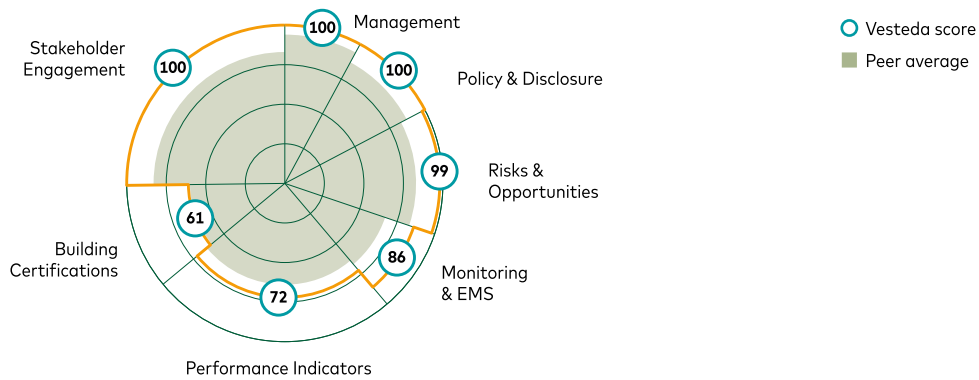 Management
100
Vesteda score
Stakeholder
Engagement
100
100
Policy & Disclosure
Peer average
99
Risks &
Opportunities
61
Building
Certifications
86
Monitoring
& EMS
72
Performance Indicators